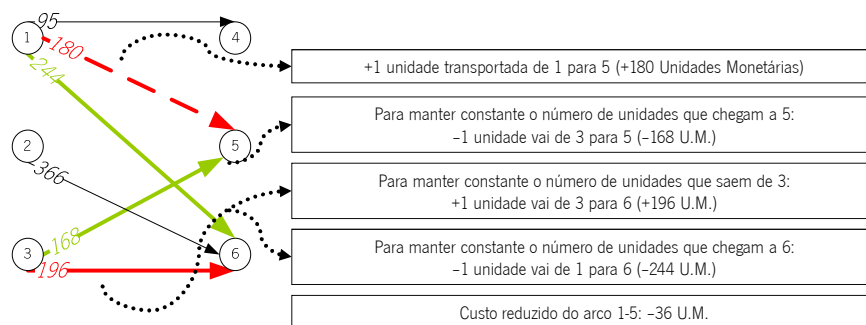 95
1
4
180
244
+1 unidade transportada de 1 para 5 (+180 Unidades Monetárias)
Para manter constante o número de unidades que chegam a 5:
–1 unidade vai de 3 para 5 (–168 U.M.)
2
5
366
Para manter constante o número de unidades que saem de 3:
+1 unidade vai de 3 para 6 (+196 U.M.)
3
168
6
196
Para manter constante o número de unidades que chegam a 6:
–1 unidade vai de 1 para 6 (–244 U.M.)
Custo reduzido do arco 1-5: –36 U.M.